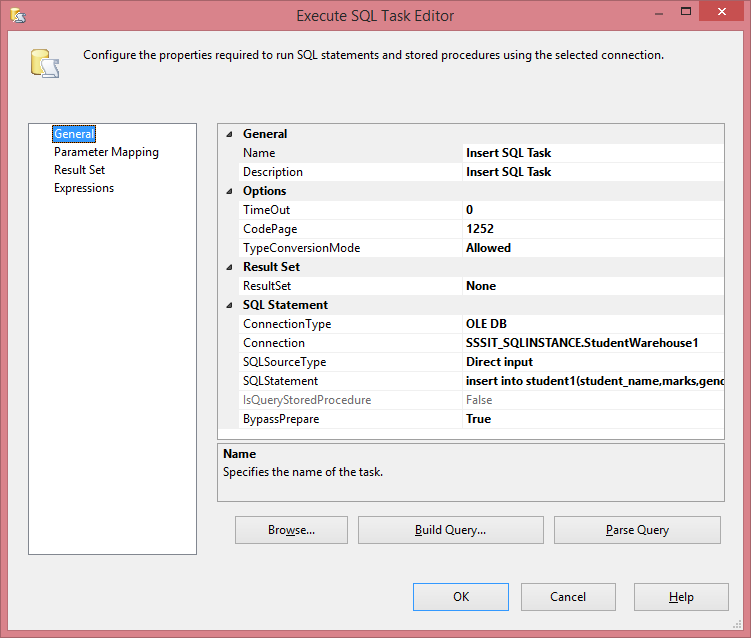 Execute SQL Task Editor
Configure the properties required to run SQL statements and stored procedures using the selected connection.
General
Parameter Mapping
Result Set
Expressions
General
Name Insert SQL Task
Description Insert SQL Task
Options
TimeOut 0
CodePage 1252
TypeConversionMode Allowed
Result Set
ResultSet None
SQL Statement
ConnectionType OLE DB
Connection SSSIT_SQLINSTANCE.StudentWarehouse1
SQLSourceType Direct input
SQLStatement insert into student1(student_name,marks,gend
IsQueryStoredProcedure False
BypassPrepare True
Name
Specifies the name of the task.
Browse... Build Query... Parse Query
OK Cancel Help